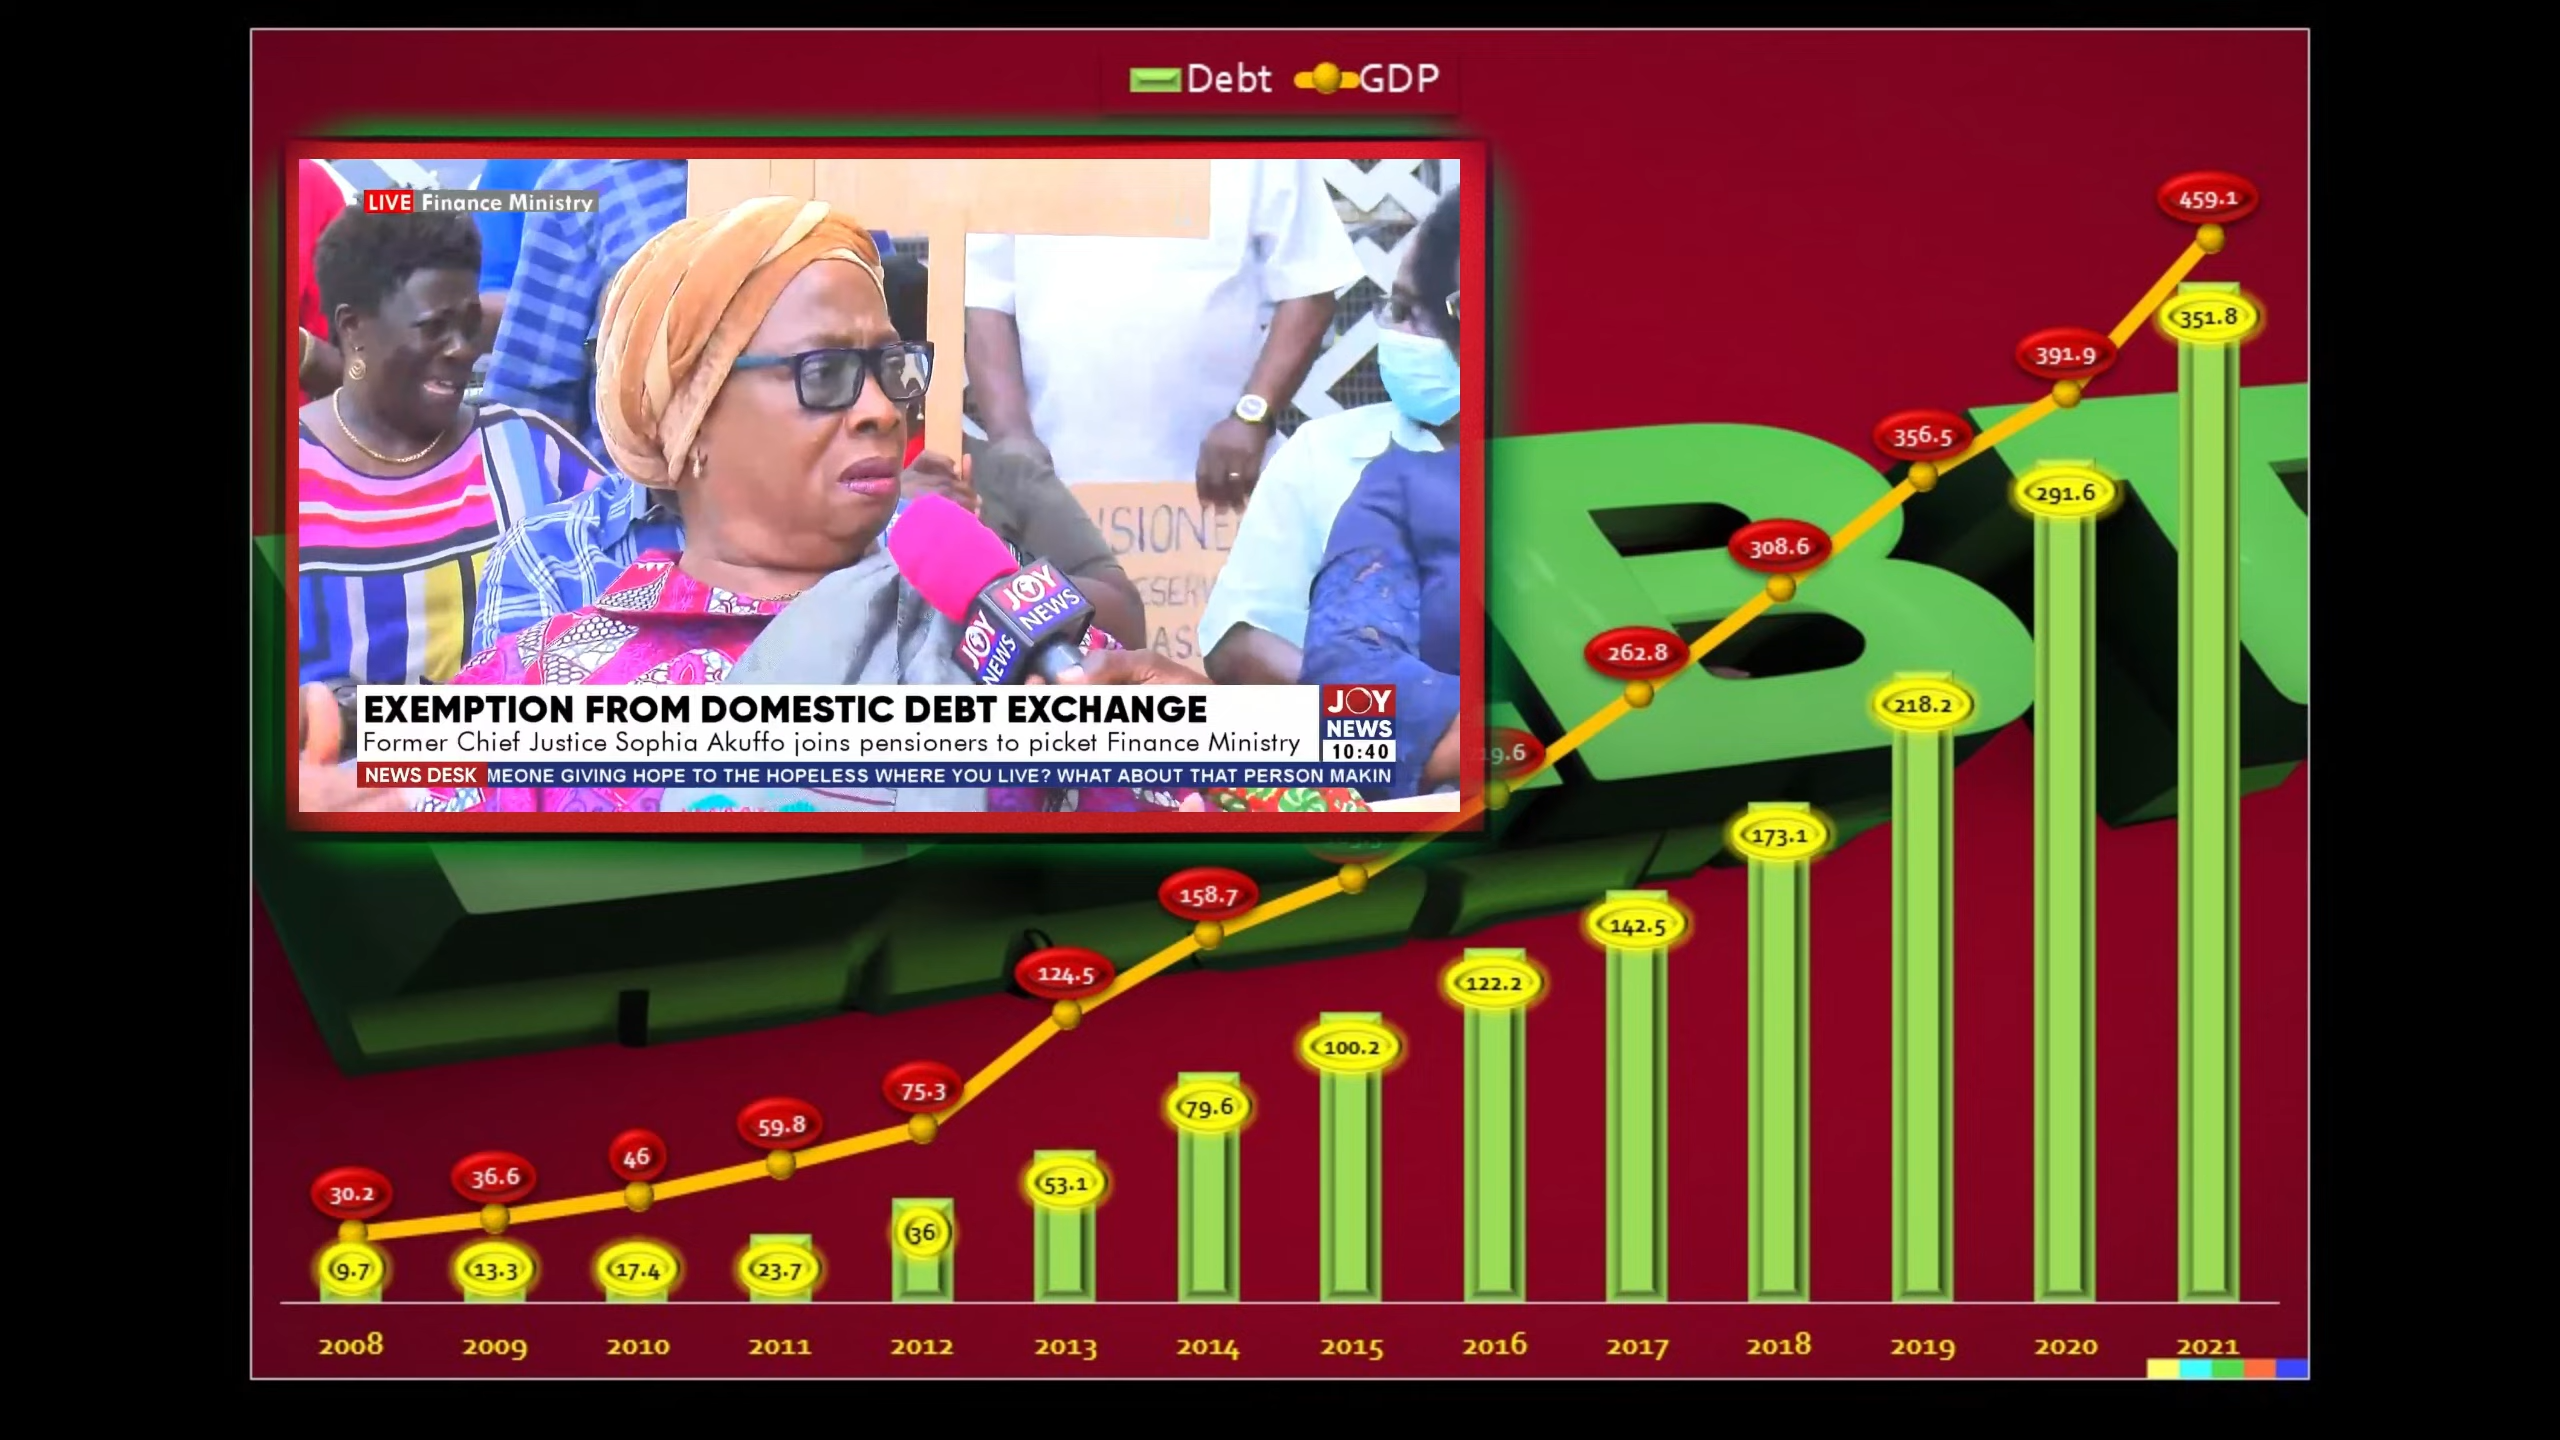 Debt GDP
LIVE Finance Ministry
JOY NEWS
JOY NEWS
EXEMPTION FROM DOMESTIC DEBT EXCHANGE
Former Chief Justice Sophia Akuffo joins pensioners to picket Finance Ministry
JOY
NEWS
10:40
NEWS DESK MEONE GIVING HOPE TO THE HOPELESS WHERE YOU LIVE? WHAT ABOUT THAT PERSON MAKIN
30.2 36.6 46 59.8 75.3 124.5 158.7 262.8 308.6 356.5 391.9 459.1
9.7 13.3 17.4 23.7 36 53.1 79.6 100.2 122.2 142.5 173.1 218.2 291.6 351.8
2008 2009 2010 2011 2012 2013 2014 2015 2016 2017 2018 2019 2020 2021